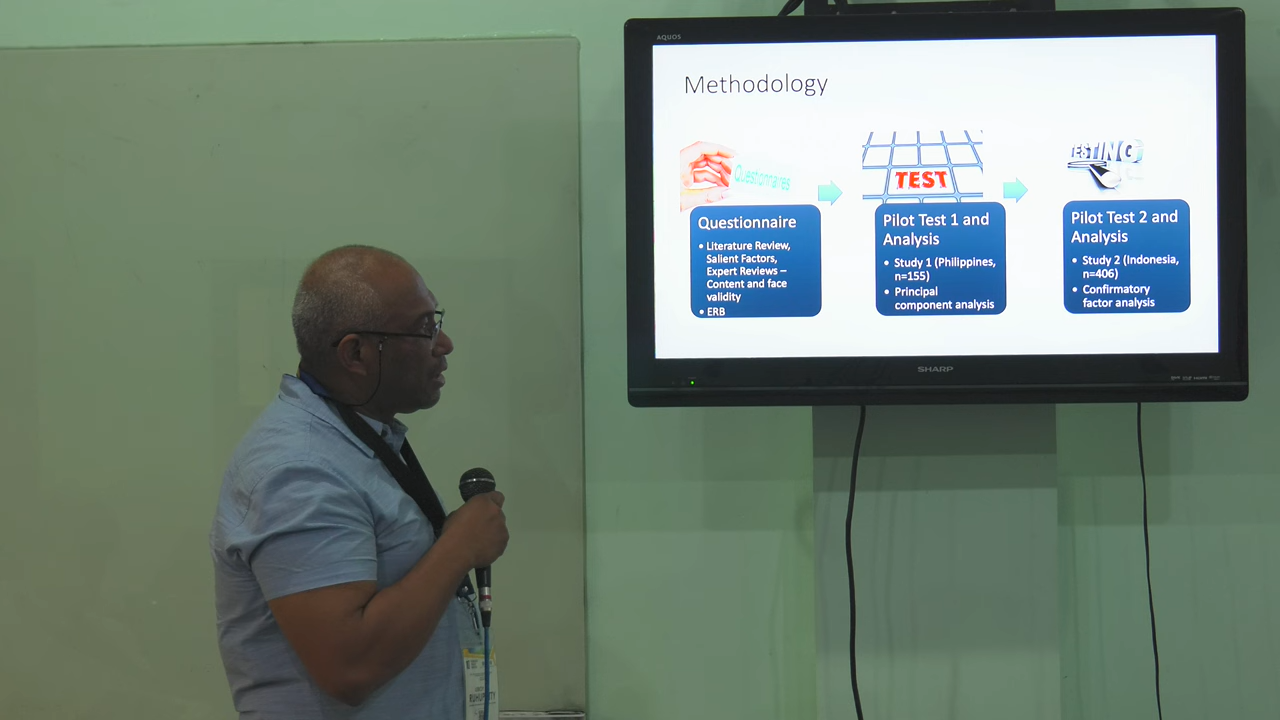 AQUOS
Methodology
Questionnaires
TEST
ESTING
Questionnaire
• Literature Review,
Salient Factors,
Expert Reviews –
Content and face
validity
• ERB
Pilot Test 1 and
Analysis
• Study 1 (Philippines,
n=155)
• Principal
component analysis
Pilot Test 2 and
Analysis
• Study 2 (Indonesia,
n=406)
• Confirmatory
factor analysis
SHARP